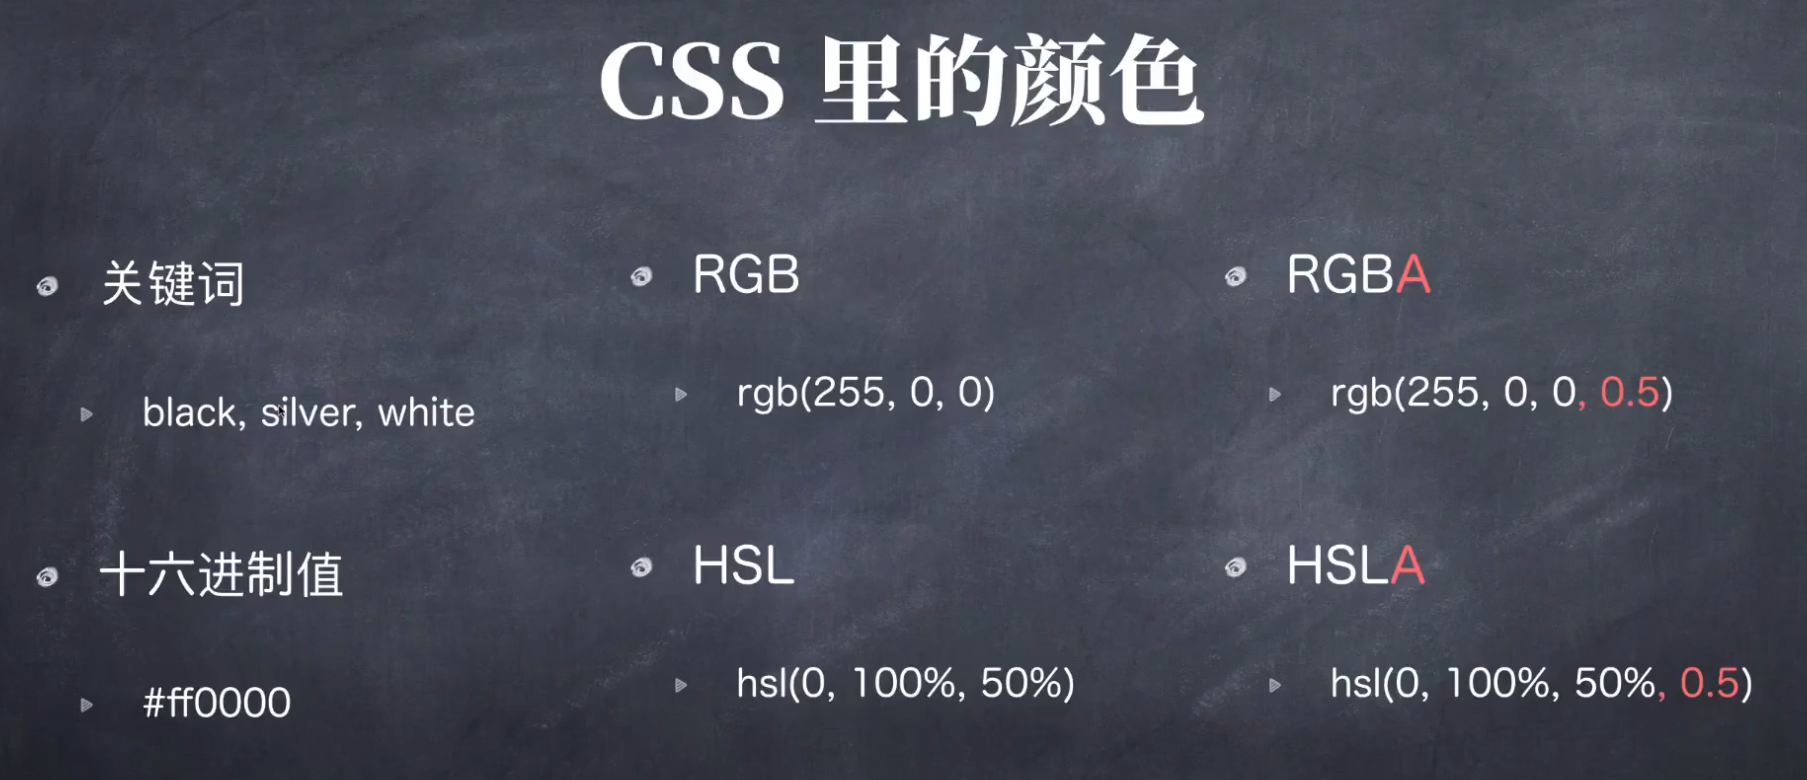 CSS 里的颜色
关键词
black, silver, white
十六进制值
#ff0000
RGB
rgb(255, 0, 0)
HSL
hsl(0, 100%, 50%)
RGBA
rgb(255, 0, 0, 0.5)
HSLA
hsl(0, 100%, 50%, 0.5)